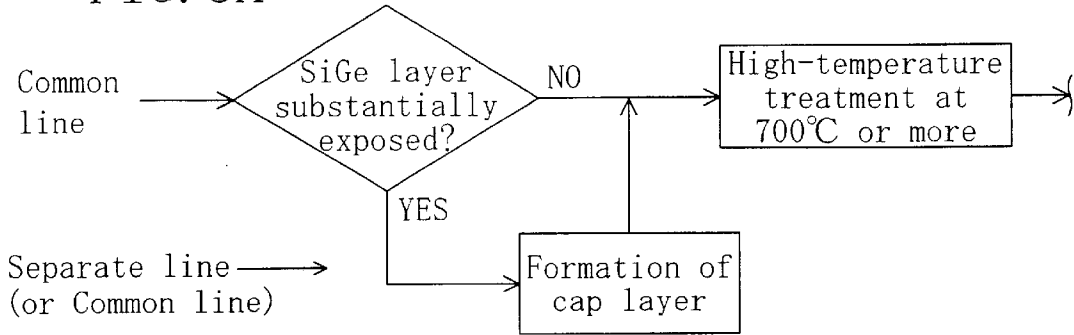 Common
line
SiGe layer
substantially
exposed?
NO
High-temperature
treatment at
700℃ or more
YES
Separate line
(or Common line)
Formation of
cap layer